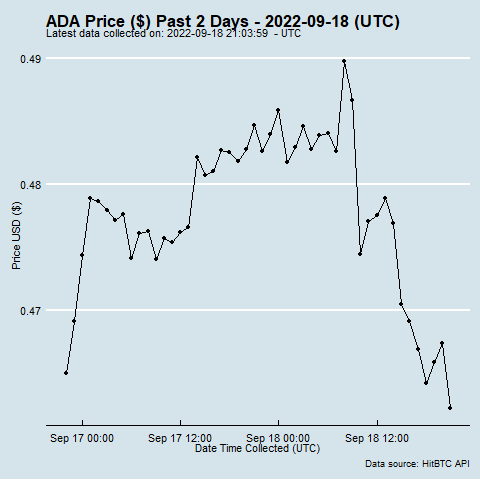 ADA Price ($) Past 2 Days - 2022-09-18 (UTC)
Latest data collected on: 2022-09-18 21:03:59 - UTC
0.49
0.48
0.47
Price USD ($)
Sep 17 00:00 Sep 17 12:00 Sep 18 00:00 Sep 18 12:00
Date Time Collected (UTC)
Data source: HitBTC API